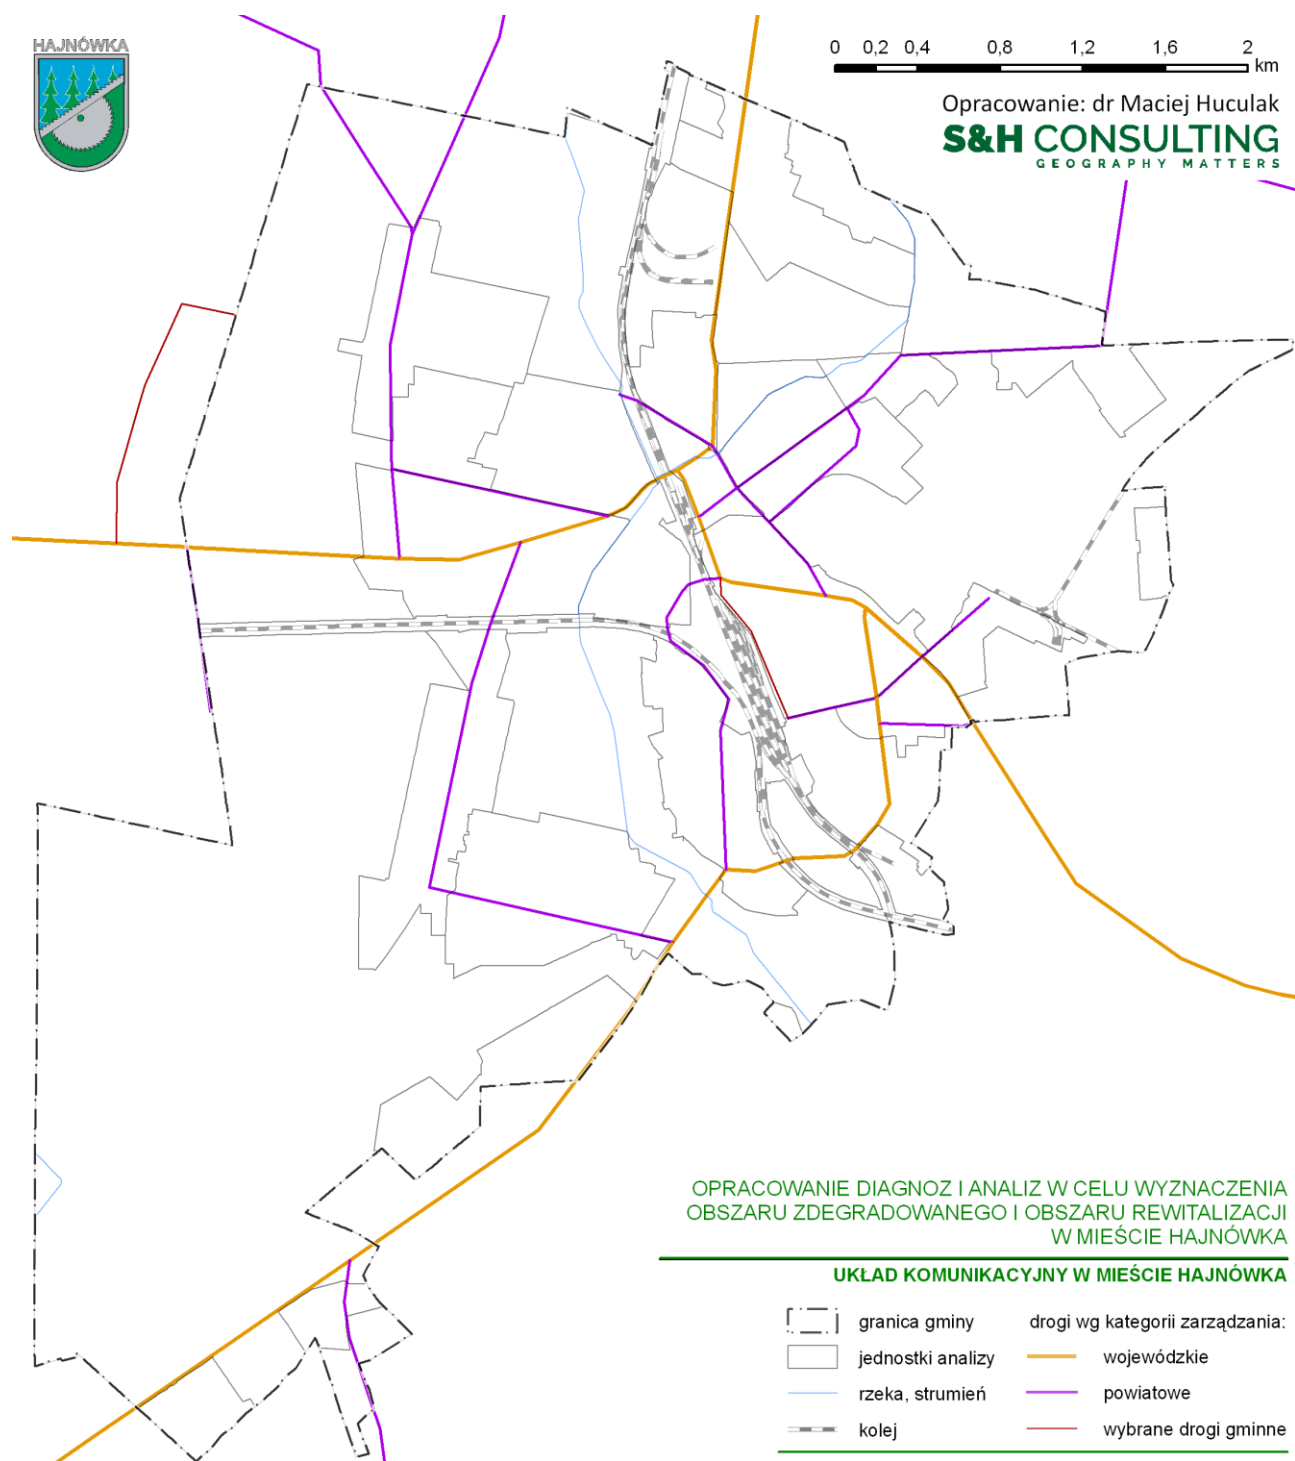 HAJNÓWKA
0 0,2 0,4 0,8 1,2 1,6 2
km
Opracowanie: dr Maciej Huculak
S&H CONSULTING
GEOGRAPHY MATTERS
OPRACOWANIE DIAGNOZ I ANALIZ W CELU WYZNACZENIA
OBSZARU ZDEGRADOWANEGO I OBSZARU REWITALIZACJI
W MIEŚCIE HAJNÓWKA
UKŁAD KOMUNIKACYJNY W MIEŚCIE HAJNÓWKA
granica gminy
jednostki analizy
rzeka, strumień
kolej
drogi wg kategorii zarządzania:
wojewódzkie
powiatowe
wybrane drogi gminne